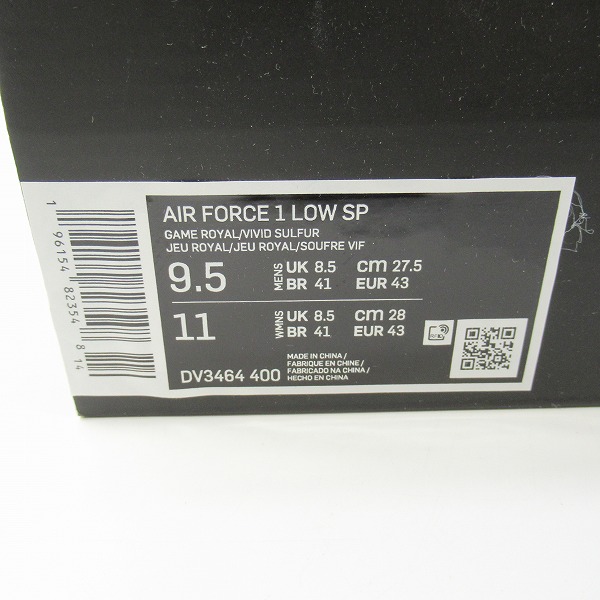 AIR FORCE 1 LOW SP
GAME ROYAL/VIVID SULFUR
JEU ROYAL/JEU ROYAL/SOUFRE VIF
9.5 MENS UK 8.5 cm 27.5
BR 41 EUR 43
11 WMNS UK 8.5 cm 28
BR 41 EUR 43
DV3464 400
MADE IN CHINA /
FABRIQUE EN CHINE /
FABRICADO NA CHINA /
HECHO EN CHINA
1 96154 82354 8 14